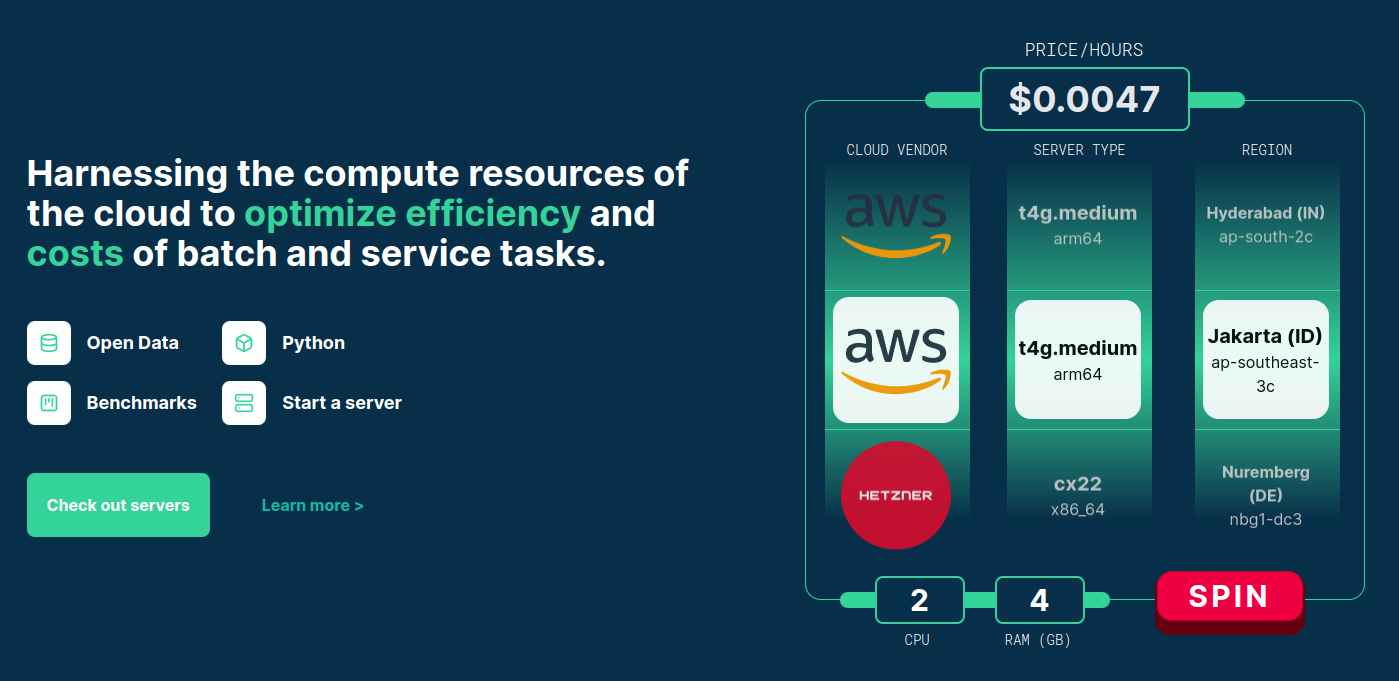 Harnessing the compute resources of
the cloud to optimize efficiency and
costs of batch and service tasks.
Open Data
Python
Benchmarks
Start a server
Check out servers
Learn more >
PRICE/HOURS
$0.0047
CLOUD VENDOR
SERVER TYPE
REGION
aws
t4g.medium
arm64
Hyderabad (IN)
ap-south-2c
aws
t4g.medium
arm64
Jakarta (ID)
ap-southeast-
3c
HETZNER
cx22
x86_64
Nuremberg
(DE)
nbg1-dc3
2
CPU
4
RAM (GB)
SPIN